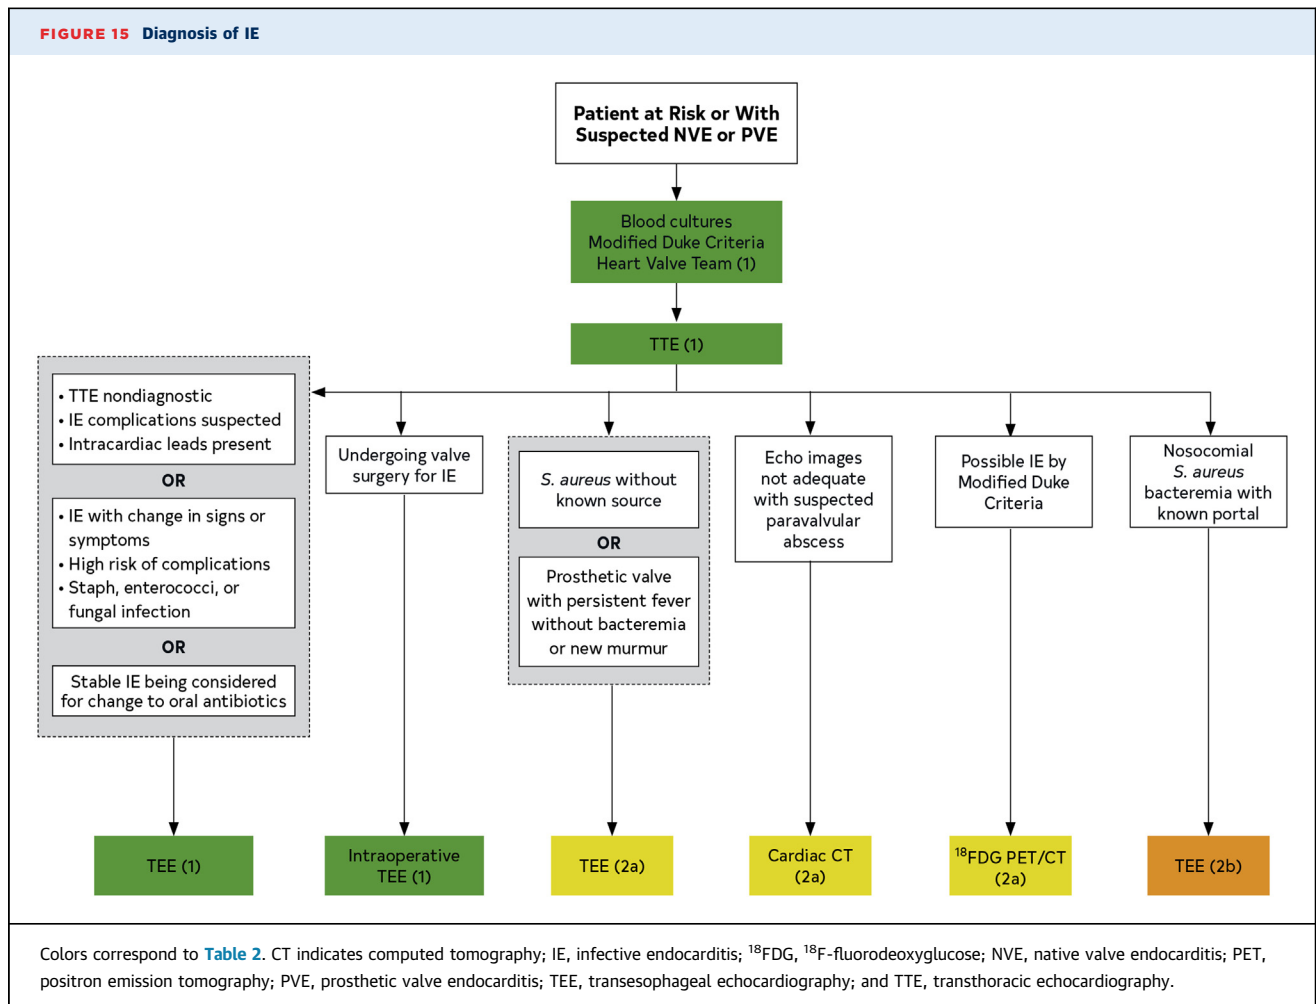 FIGURE 15 Diagnosis of IE
Patient at Risk or With
Suspected NVE or PVE
Blood cultures
Modified Duke Criteria
Heart Valve Team (1)
TTE (1)
• TTE nondiagnostic
• IE complications suspected
• Intracardiac leads present
OR
• IE with change in signs or
symptoms
• High risk of complications
• Staph, enterococci, or
fungal infection
OR
Stable IE being considered
for change to oral antibiotics
TEE (1)
Undergoing valve
surgery for IE
Intraoperative
TEE (1)
S. aureus without
known source
OR
Prosthetic valve
with persistent fever
without bacteremia
or new murmur
TEE (2a)
Echo images
not adequate
with suspected
paravalvular
abscess
Cardiac CT
(2a)
Possible IE by
Modified Duke
Criteria
¹⁸FDG PET/CT
(2a)
Nosocomial
S. aureus
bacteremia with
known portal
TEE (2b)
Colors correspond to Table 2. CT indicates computed tomography; IE, infective endocarditis; ¹⁸FDG, ¹⁸F-fluorodeoxyglucose; NVE, native valve endocarditis; PET,
positron emission tomography; PVE, prosthetic valve endocarditis; TEE, transesophageal echocardiography; and TTE, transthoracic echocardiography.